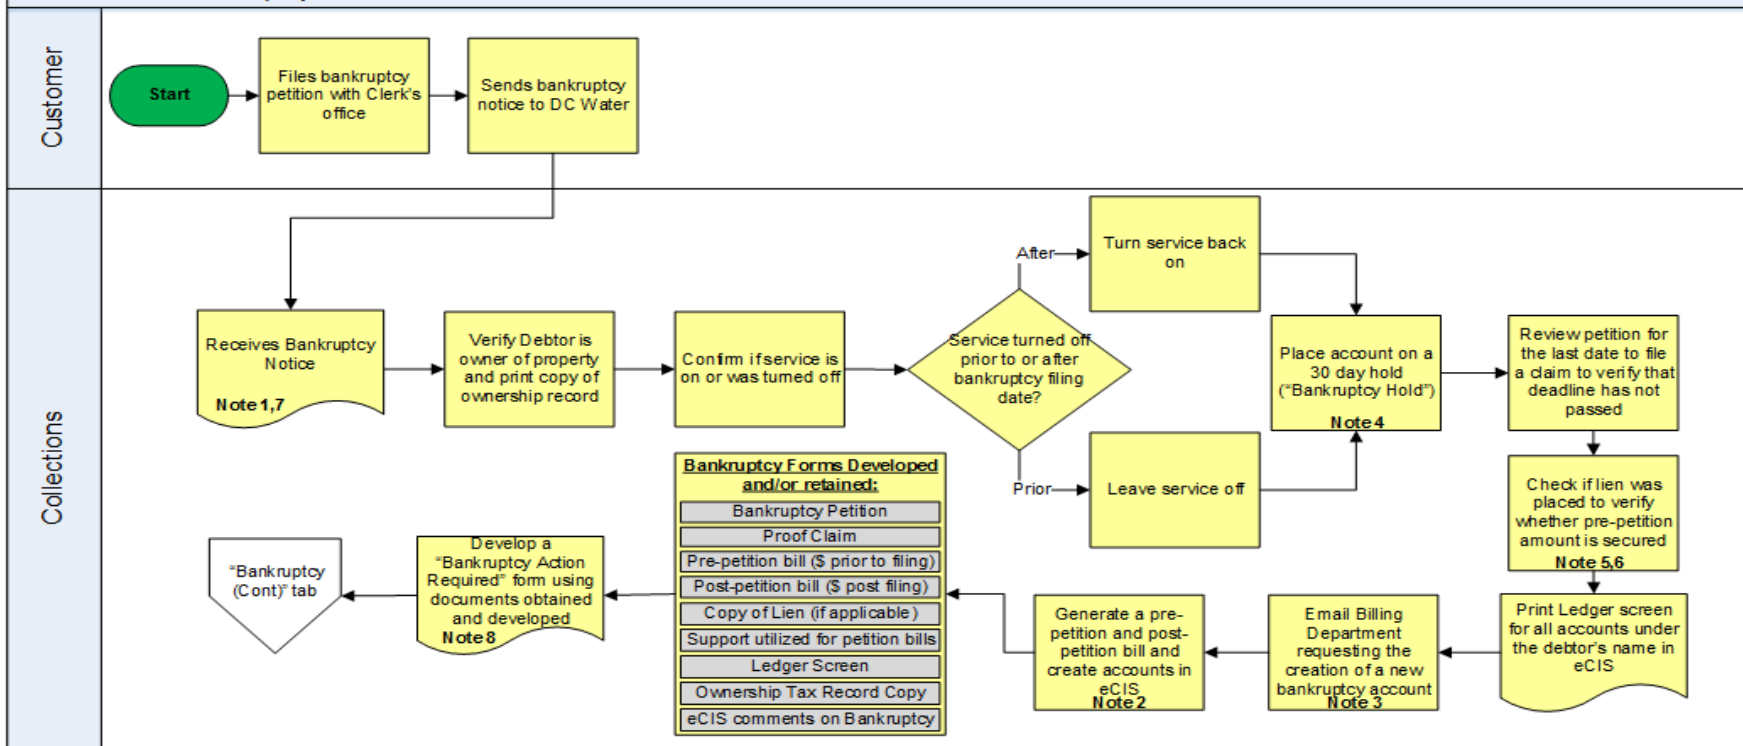 Customer
Start
Files bankruptcy
petition with Clerk's
office
Sends bankruptcy
notice to DC Water
Collections
Receives Bankruptcy
Notice
Note 1,7
Verify Debtor is
owner of property
and print copy of
ownership record
Confirm if service is
on or was turned off
Service turned off
prior to or after
bankruptcy filing
date?
After
Turn service back
on
Prior
Leave service off
Place account on a
30 day hold
("Bankruptcy Hold")
Note 4
Review petition for
the last date to file
a claim to verify that
deadline has not
passed
Check if lien was
placed to verify
whether pre-petition
amount is secured
Note 5,6
Print Ledger screen
for all accounts under
the debtor's name in
eCIS
Email Billing
Department
requesting the
creation of a new
bankruptcy account
Note 3
Generate a pre-
petition and post-
petition bill and
create accounts in
eCIS
Note 2
Bankruptcy Forms Developed
and/or retained:
Bankruptcy Petition
Proof Claim
Pre-petition bill ($ prior to filing)
Post-petition bill ($ post filing)
Copy of Lien (if applicable)
Support utilized for petition bills
Ledger Screen
Ownership Tax Record Copy
eCIS comments on Bankruptcy
Develop a
"Bankruptcy Action
Required" form using
documents obtained
and developed
Note 8
"Bankruptcy
(Cont)" tab